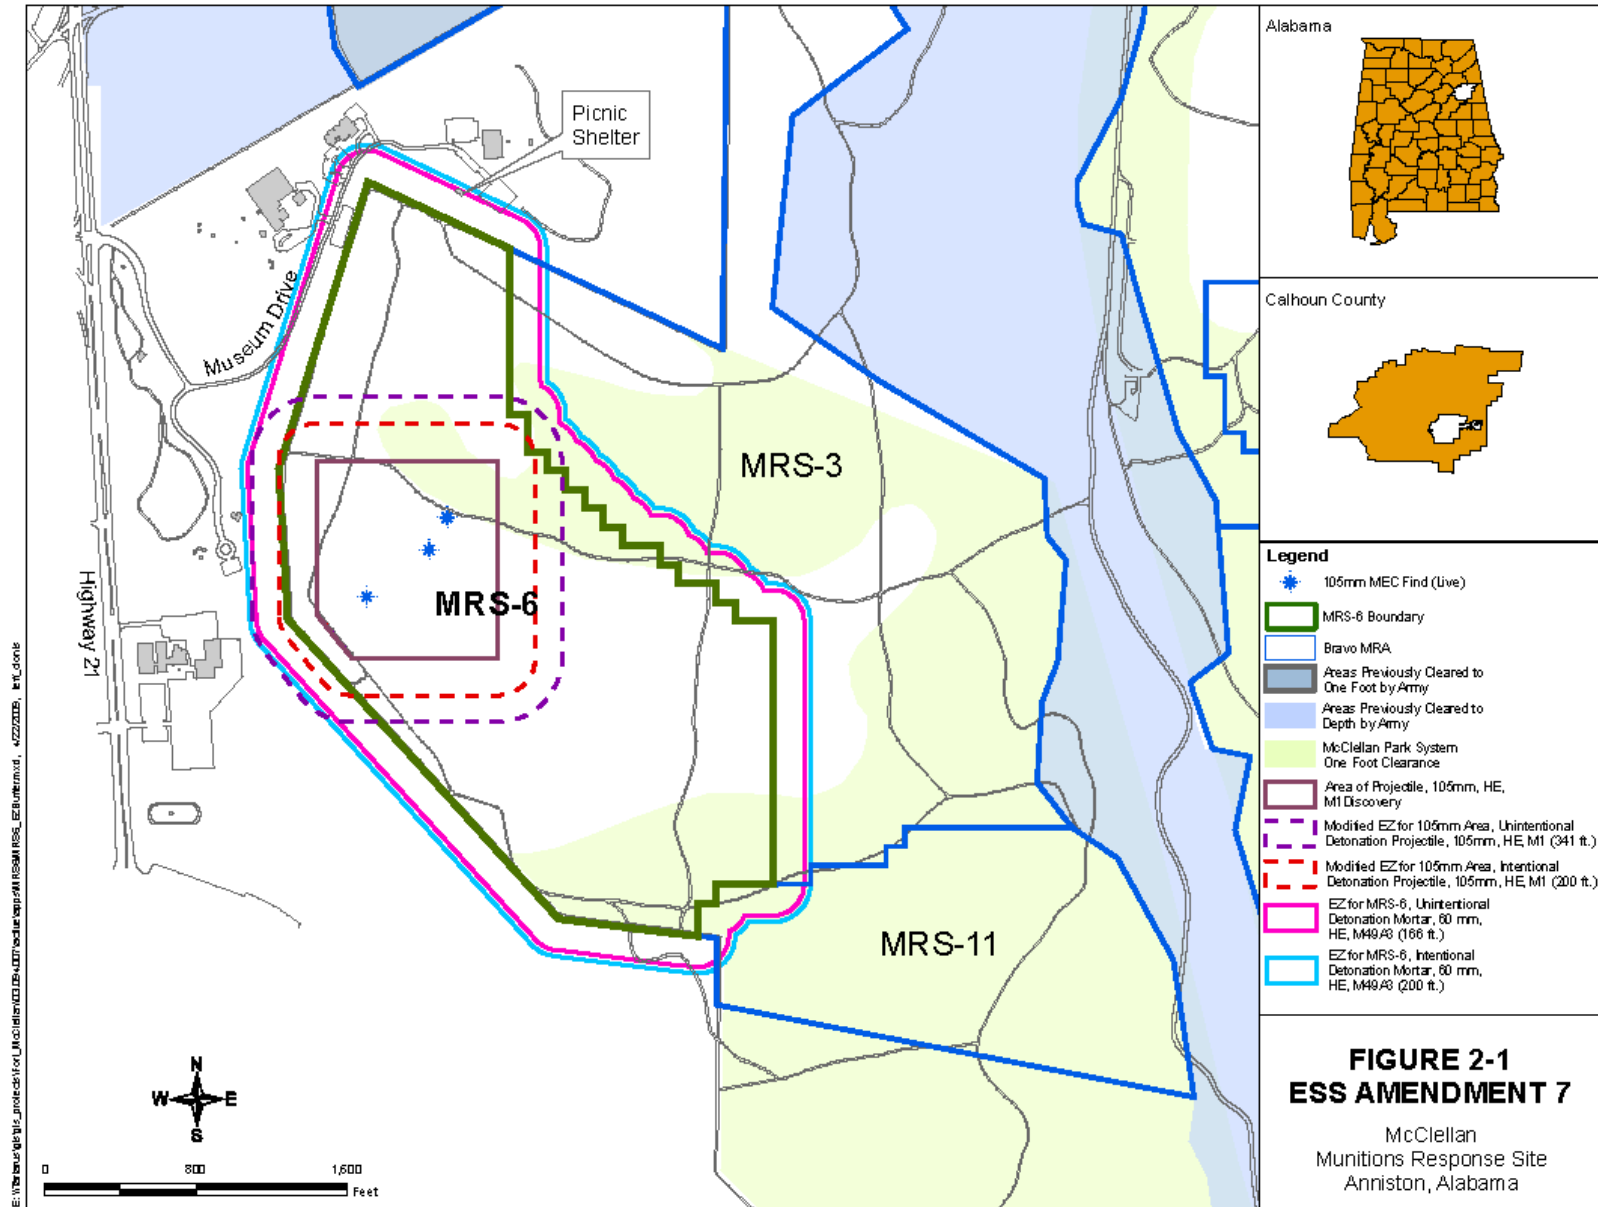 Picnic
Shelter
Museum Drive
Highway 21
MRS-3
MRS-6
MRS-11
N
W E
S
0 800 1,600
Feet
Alabama
Calhoun County
Legend
105mm MEC Find (Live)
MRS-6 Boundary
Bravo MRA
Areas Previously Cleared to
One Foot by Army
Areas Previously Cleared to
Depth by Army
McClellan Park System
One Foot Clearance
Area of Projectile, 105mm, HE,
M1 Discovery
Modified EZ for 105mm Area, Unintentional
Detonation Projectile, 105mm, HE, M1 (341 ft.)
Modified EZ for 105mm Area, Intentional
Detonation Projectile, 105mm, HE, M1 (200 ft.)
EZ for MRS-6, Unintentional
Detonation Mortar, 60 mm,
HE, M49A3 (166 ft.)
EZ for MRS-6, Intentional
Detonation Mortar, 60 mm,
HE, M49A3 (200 ft.)
FIGURE 2-1
ESS AMENDMENT 7
McClellan
Munitions Response Site
Anniston, Alabama